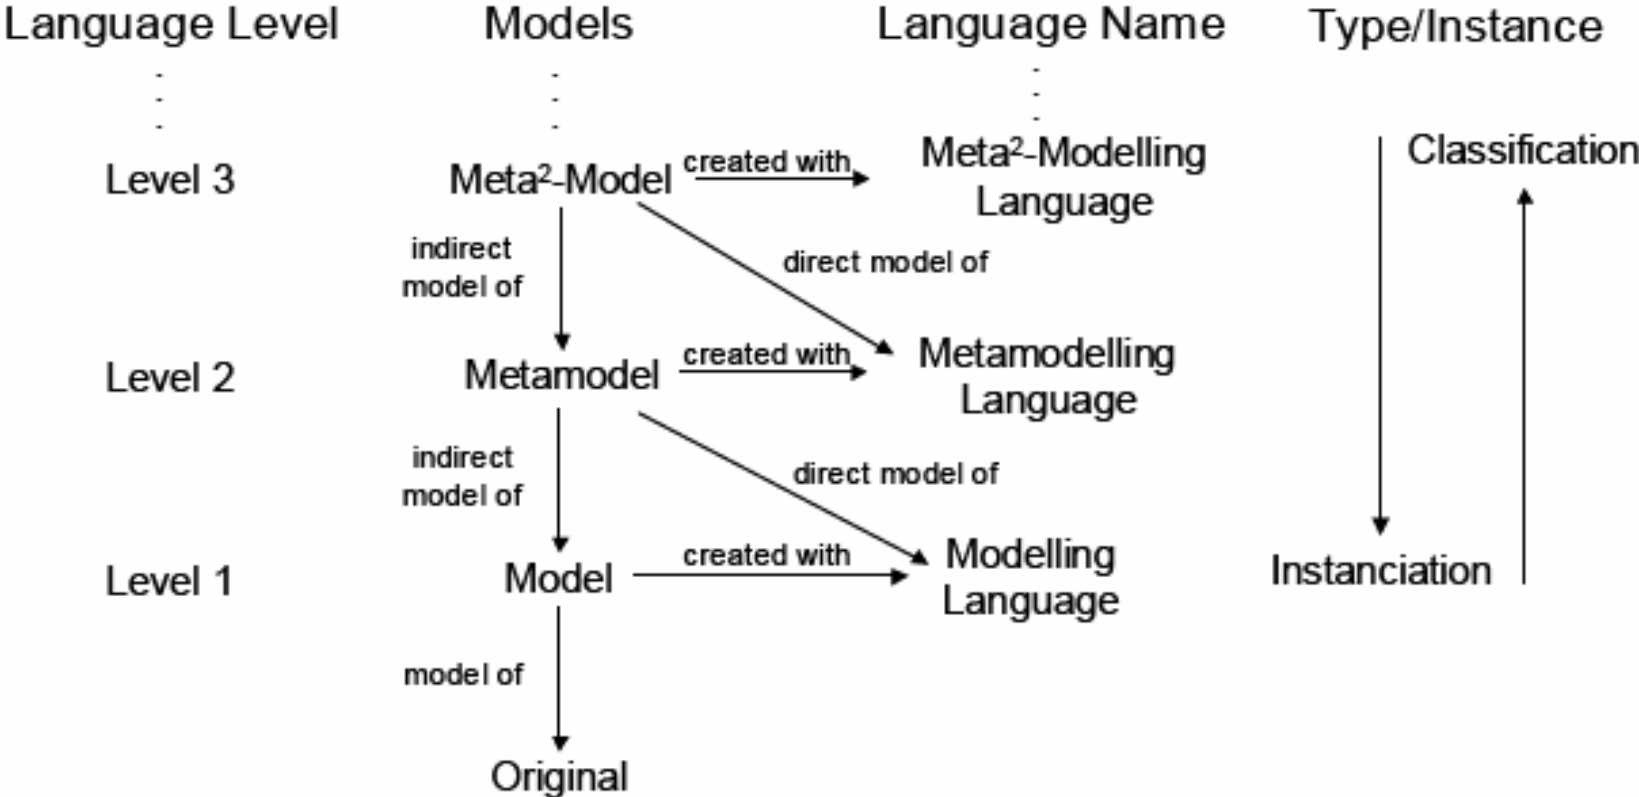 Language Level
Models
Language Name
Type/Instance
Level 3
Meta²-Model
created with
Meta²-Modelling
Language
Classification
indirect
model of
direct model of
Level 2
Metamodel
created with
Metamodelling
Language
indirect
model of
direct model of
Level 1
Model
created with
Modelling
Language
Instanciation
model of
Original